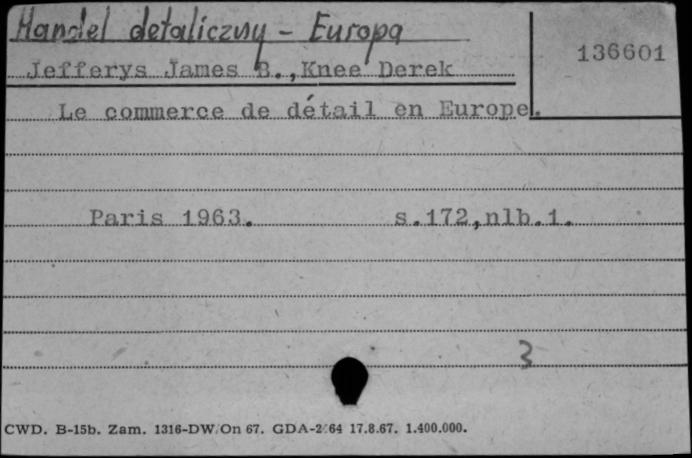 Handel detaliczny - Europa
136601
Jefferys James B., Knee Derek
Le commerce de détail en Europe.
Paris 1963. s.172,nlb.1.
3
CWD. B-15b. Zam. 1316-DW/On 67. GDA-2/64 17.8.67. 1.400.000.